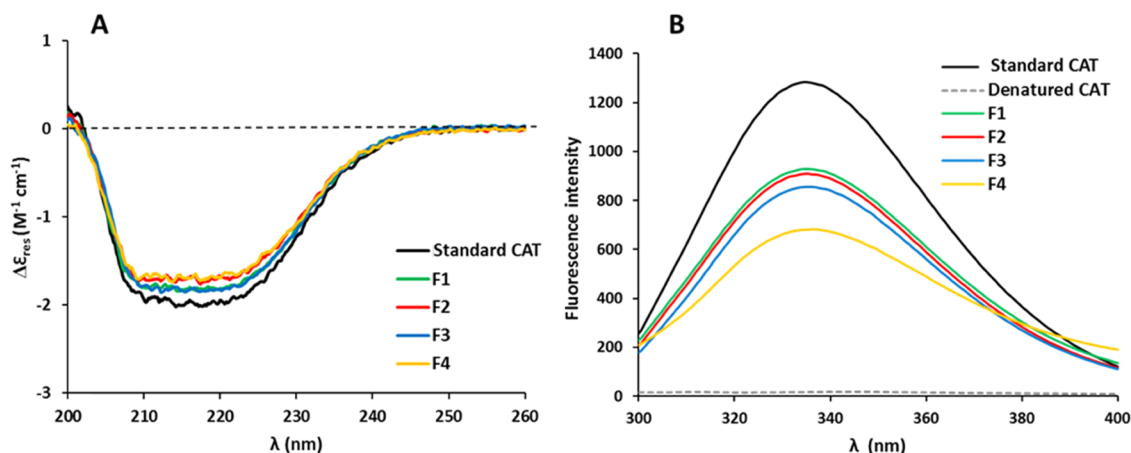 A
1
0
-1
-2
-3
Δεres (M-1 cm-1)
200 210 220 230 240 250 260
λ (nm)
Standard CAT
F1
F2
F3
F4
B
1400
1200
1000
800
600
400
200
0
Fluorescence intensity
300 320 340 360 380 400
λ (nm)
Standard CAT
Denatured CAT
F1
F2
F3
F4